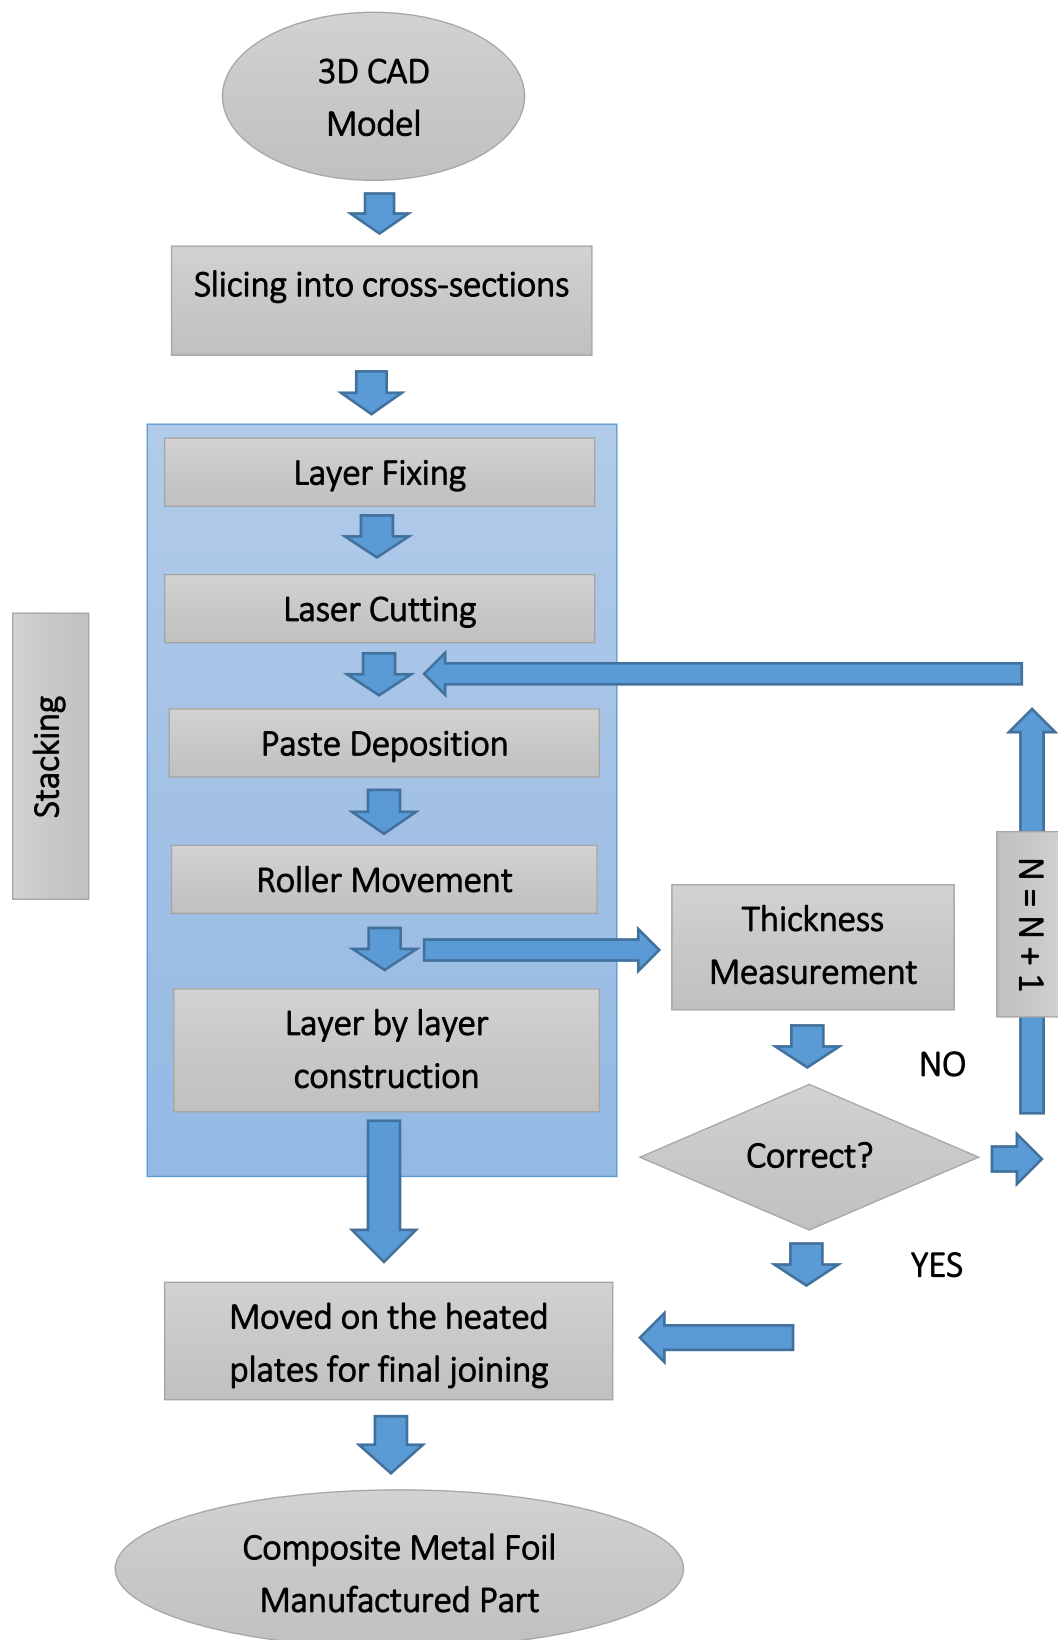 3D CAD
Model
Slicing into cross-sections
Layer Fixing
Laser Cutting
Stacking
Paste Deposition
Roller Movement
Thickness
Measurement
N = N + 1
Layer by layer
construction
NO
Correct?
YES
Moved on the heated
plates for final joining
Composite Metal Foil
Manufactured Part